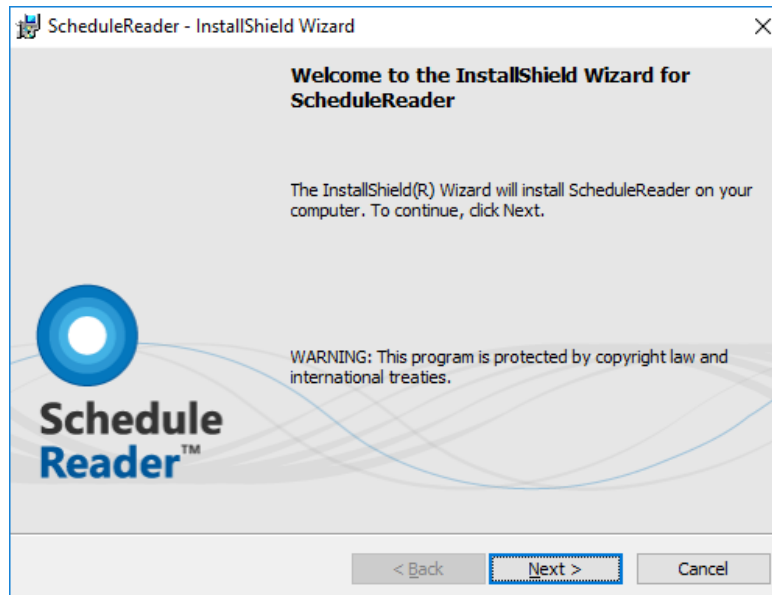 ScheduleReader - InstallShield Wizard
Welcome to the InstallShield Wizard for
ScheduleReader
The InstallShield(R) Wizard will install ScheduleReader on your
computer. To continue, click Next.
WARNING: This program is protected by copyright law and
international treaties.
Schedule
Reader™
< Back
Next >
Cancel